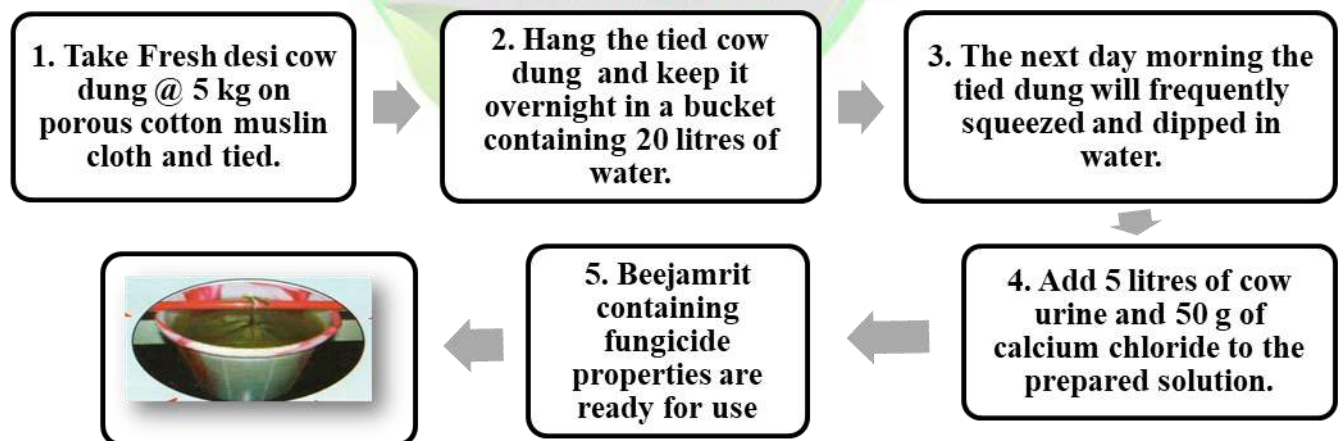 1. Take Fresh desi cow
dung @ 5 kg on
porous cotton muslin
cloth and tied.
2. Hang the tied cow
dung and keep it
overnight in a bucket
containing 20 litres of
water.
3. The next day morning the
tied dung will frequently
squeezed and dipped in
water.
4. Add 5 litres of cow
urine and 50 g of
calcium chloride to the
prepared solution.
5. Beejamrit
containing
fungicide
properties are
ready for use